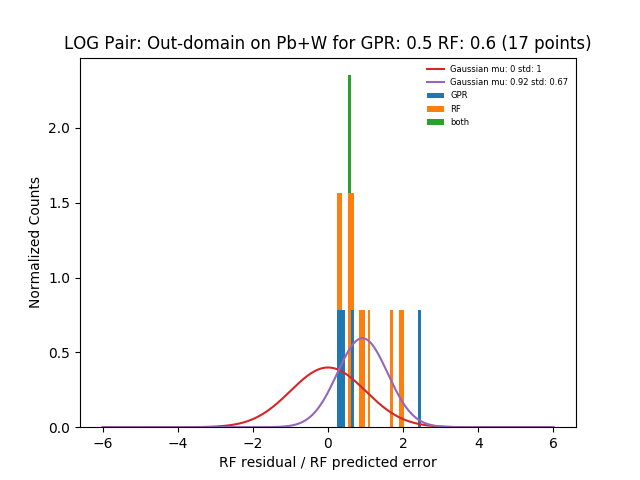 LOG Pair: Out-domain on Pb+W for GPR: 0.5 RF: 0.6 (17 points)
Gaussian mu: 0 std: 1
Gaussian mu: 0.92 std: 0.67
GPR
RF
both
Normalized Counts
2.0
1.5
1.0
0.5
0.0
−6
−4
−2
0
2
4
6
RF residual / RF predicted error